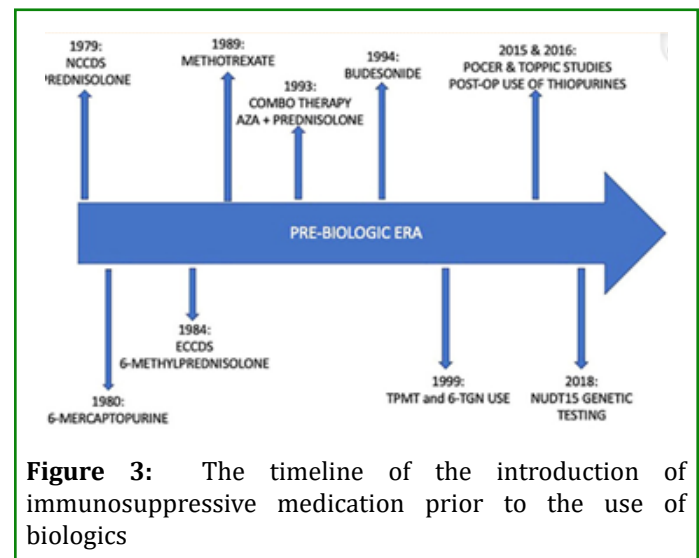 1979:
NCCDS
PREDNISOLONE
1989:
METHOTREXATE
1993:
COMBO THERAPY
AZA + PREDNISOLONE
1994:
BUDESONIDE
2015 & 2016:
POCER & TOPPIC STUDIES
POST-OP USE OF THIOPURINES
PRE-BIOLOGIC ERA
1980:
6-MERCAPTOPURINE
1984:
ECCDS
6-METHYLPREDNISOLONE
1999:
TPMT and 6-TGN USE
2018:
NUDT15 GENETIC
TESTING
Figure 3: The timeline of the introduction of
immunosuppressive medication prior to the use of
biologics